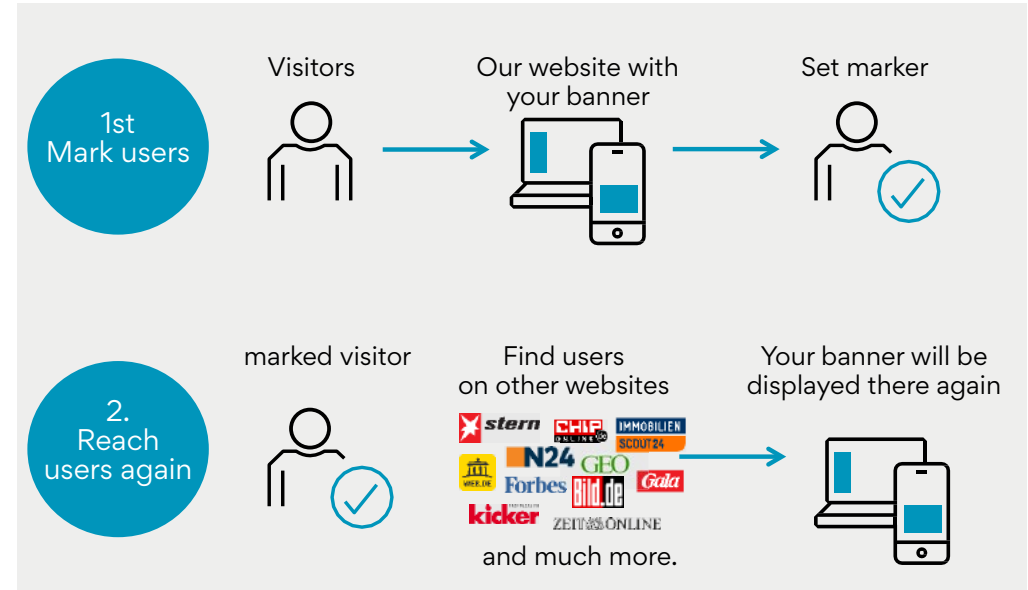 1st
Mark users
Visitors
Our website with
your banner
Set marker
2.
Reach
users again
marked visitor
Find users
on other websites
stern
CHIP
ONLINE
IMMOBILIEN
SCOUT24
WEB.DE
N24
GEO
Forbes
Bild.de
Gala
kicker
ZEIT ONLINE
and much more.
Your banner will be
displayed there again